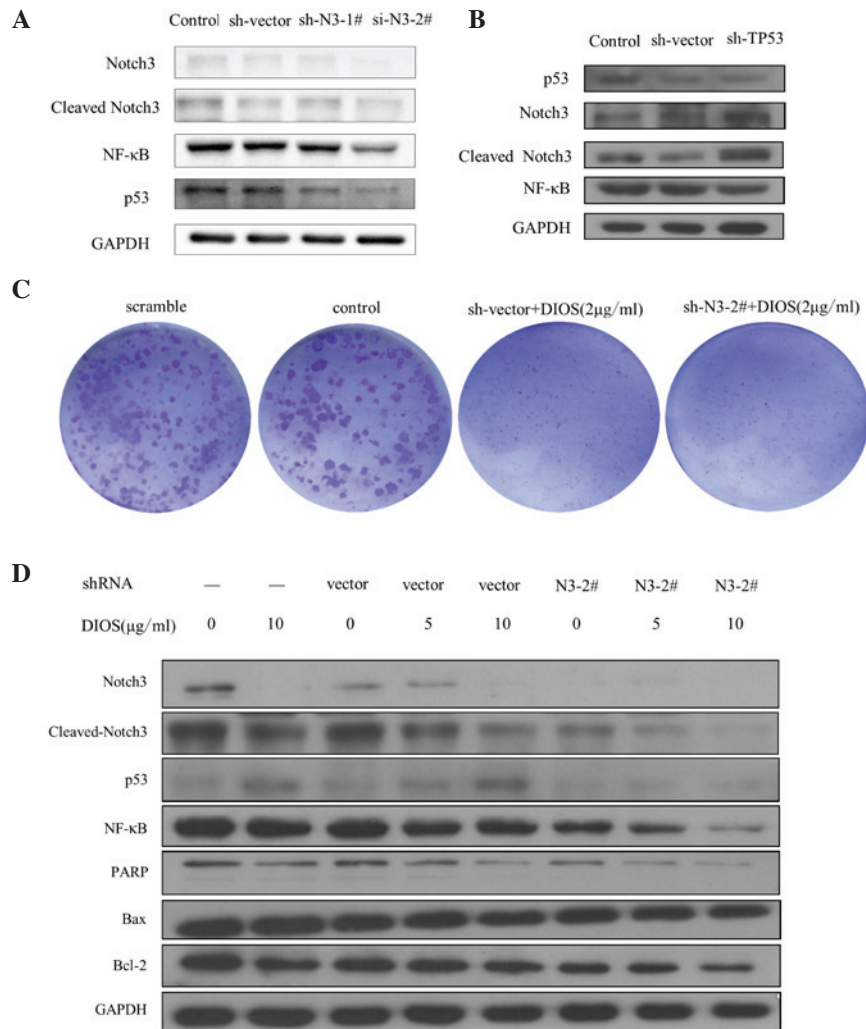 A
Control sh-vector sh-N3-1# si-N3-2#
Notch3
Cleaved Notch3
NF-κB
p53
GAPDH
B
Control sh-vector sh-TP53
p53
Notch3
Cleaved Notch3
NF-κB
GAPDH
C
scramble control sh-vector+DIOS(2μg/ml) sh-N3-2#+DIOS(2μg/ml)
D
shRNA — — vector vector vector N3-2# N3-2# N3-2#
DIOS(μg/ml) 0 10 0 5 10 0 5 10
Notch3
Cleaved-Notch3
p53
NF-κB
PARP
Bax
Bcl-2
GAPDH